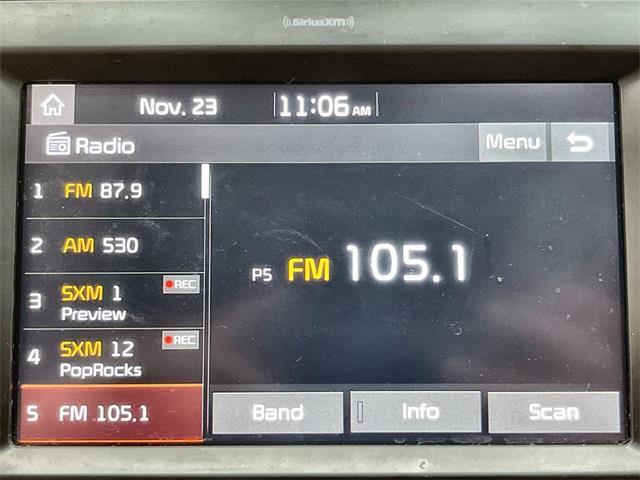 ((SiriusXM))
Nov. 23 11:06 AM
Radio
Menu
1 FM 87.9
2 AM 530
3 SXM 1 REC
Preview
4 SXM 12 REC
PopRocks
5 FM 105.1
P5 FM 105.1
Band Info Scan